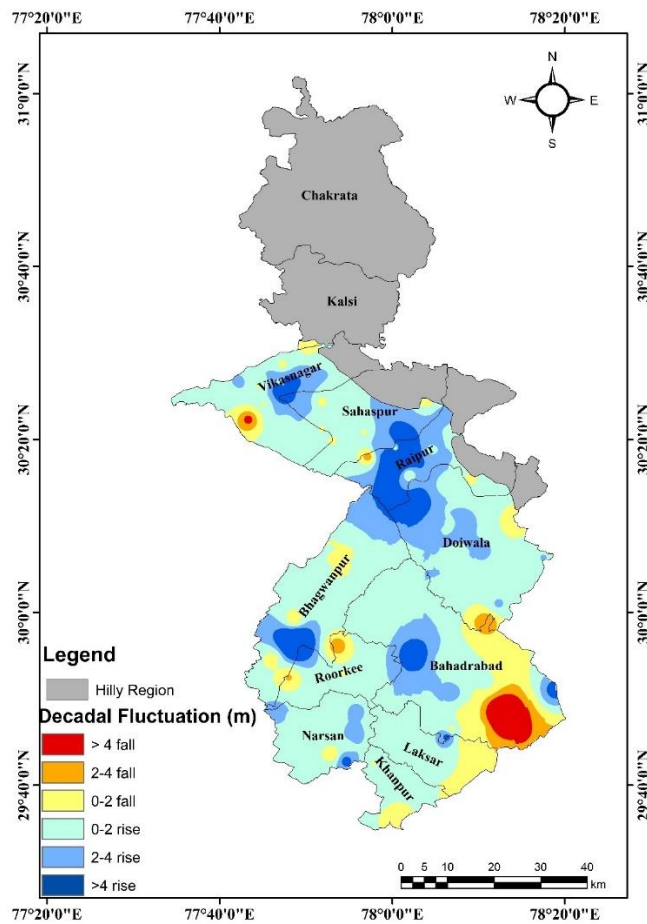 77°20'0"E 77°40'0"E 78°0'0"E 78°20'0"E
N
W E
S
31°0'0"N 31°0'0"N
Chakrata
30°40'0"N 30°40'0"N
Kalsi
Vikasnagar
Sahaspur
30°20'0"N 30°20'0"N
Raipur
Doiwala
Bhagwanpur
30°0'0"N 30°0'0"N
Legend
Hilly Region
Bahadrabad
Roorkee
Decadal Fluctuation (m)
Narsan
Laksar
Khanpur
29°40'0"N 29°40'0"N
> 4 fall
2-4 fall
0-2 fall
0-2 rise
2-4 rise
>4 rise
0 5 10 20 30 40
km
77°20'0"E 77°40'0"E 78°0'0"E 78°20'0"E